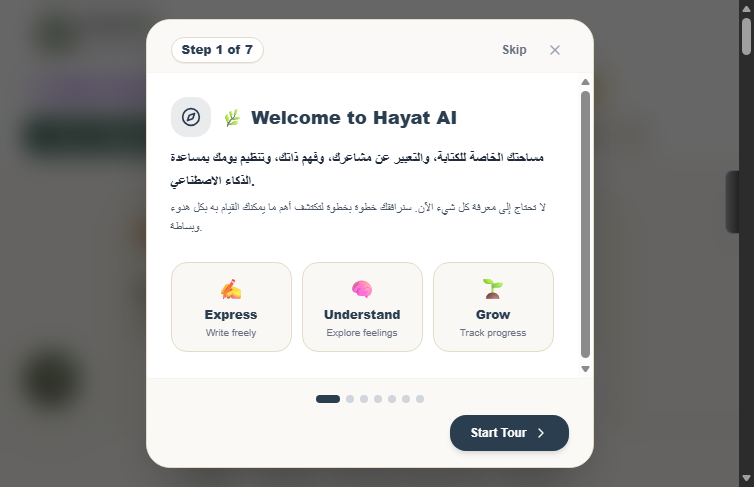 Step 1 of 7
Skip
Welcome to Hayat AI
مساحتك الخاصة للكتابة، والتعبير عن مشاعرك، وفهم ذاتك، وتنظيم يومك بمساعدة
الذكاء الاصطناعي.
لا تحتاج إلى معرفة كل شيء الآن. سنرافقك خطوة بخطوة لتكتشف أهم ما يمكنك القيام به بكل هدوء
وبساطة.
Express
Write freely
Understand
Explore feelings
Grow
Track progress
Start Tour